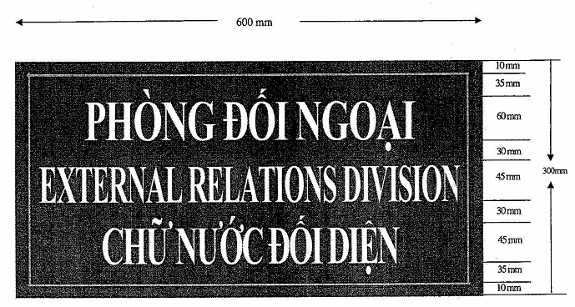 600 mm
10mm
35mm
PHÒNG ĐỐI NGOẠI
60mm
30mm
EXTERNAL RELATIONS DIVISION
45mm
300mm
30mm
CHỮ NƯỚC ĐỐI DIỆN
45mm
35mm
10mm